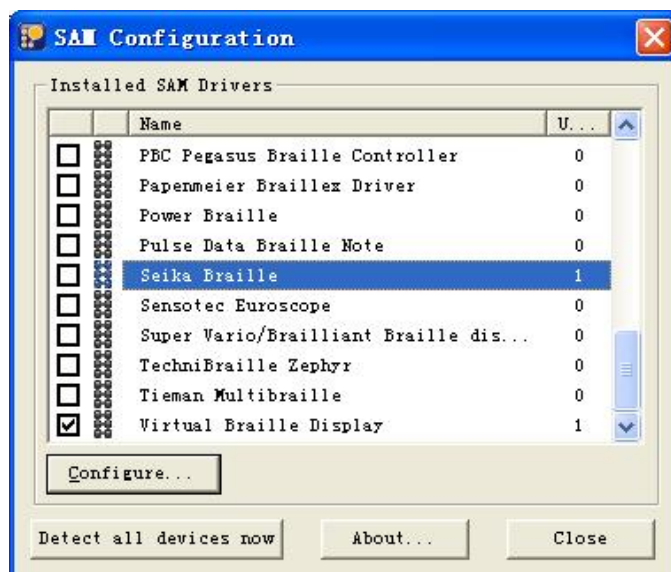 SAM Configuration
Installed SAM Drivers
Name U...
PBC Pegasus Braille Controller 0
Papenmeier Braillex Driver 0
Power Braille 0
Pulse Data Braille Note 0
Seika Braille 1
Sensotec Euroscope 0
Super Vario/Brailliant Braille dis... 0
TechniBraille Zephyr 0
Tieman Multibraille 0
Virtual Braille Display 1
Configure...
Detect all devices now About... Close